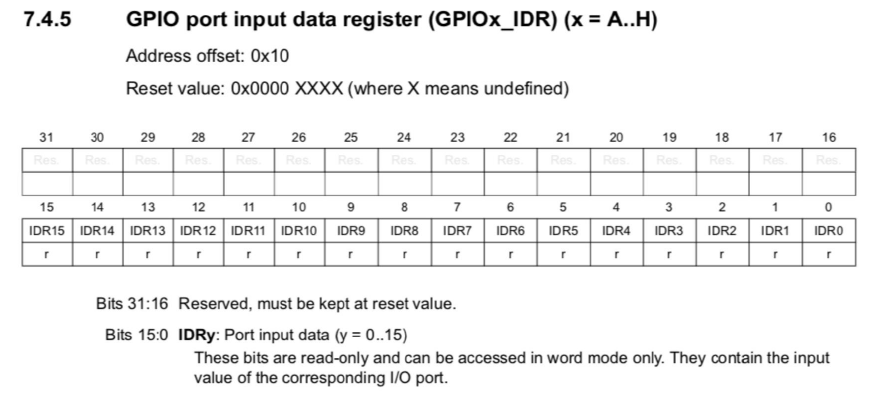 7.4.5 GPIO port input data register (GPIOx_IDR) (x = A..H)
Address offset: 0x10
Reset value: 0x0000 XXXX (where X means undefined)
31 30 29 28 27 26 25 24 23 22 21 20 19 18 17 16
Res. Res. Res. Res. Res. Res. Res. Res. Res. Res. Res. Res. Res. Res. Res. Res.
15 14 13 12 11 10 9 8 7 6 5 4 3 2 1 0
IDR15 IDR14 IDR13 IDR12 IDR11 IDR10 IDR9 IDR8 IDR7 IDR6 IDR5 IDR4 IDR3 IDR2 IDR1 IDR0
r r r r r r r r r r r r r r r r
Bits 31:16 Reserved, must be kept at reset value.
Bits 15:0 IDRy: Port input data (y = 0..15)
These bits are read-only and can be accessed in word mode only. They contain the input
value of the corresponding I/O port.